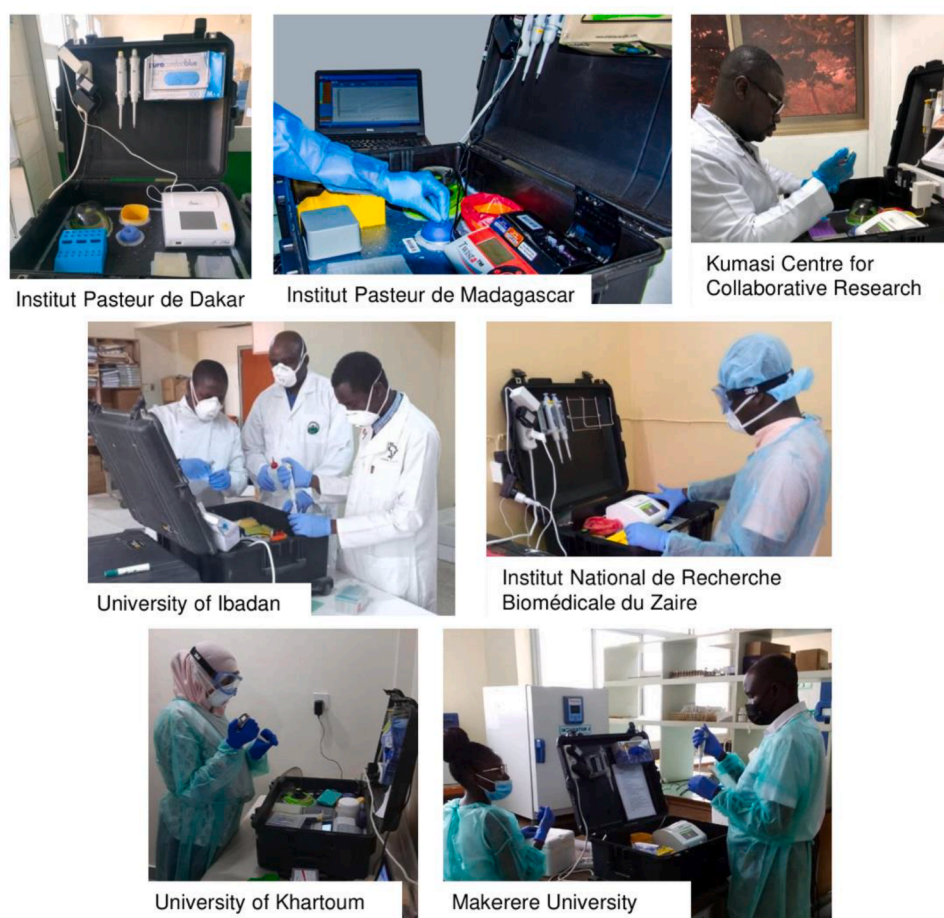 Institut Pasteur de Dakar
Institut Pasteur de Madagascar
Kumasi Centre for
Collaborative Research
University of Ibadan
Institut National de Recherche
Biomédicale du Zaire
University of Khartoum
Makerere University